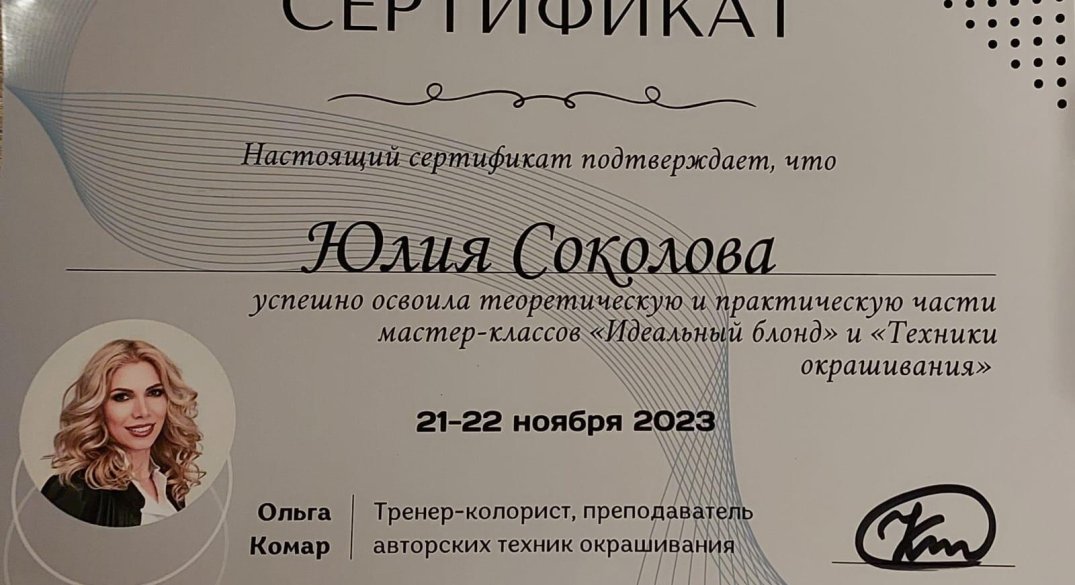 СЕРТИФИКАТ
Настоящий сертификат подтверждает, что
Юлия Соколова
успешно освоила теоретическую и практическую части
мастер-классов «Идеальный блонд» и «Техники
окрашивания»
21-22 ноября 2023
Ольга
Комар
Тренер-колорист, преподаватель
авторских техник окрашивания